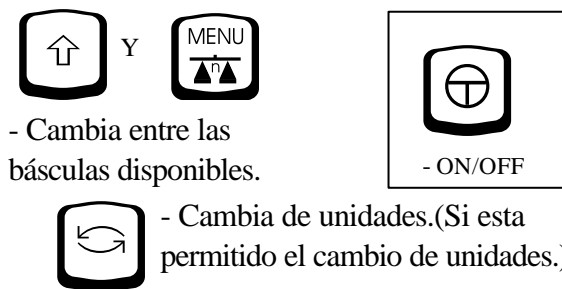 Y
MENU
n
- Cambia entre las
básculas disponibles.
- ON/OFF
- Cambia de unidades.(Si esta
permitido el cambio de unidades.)